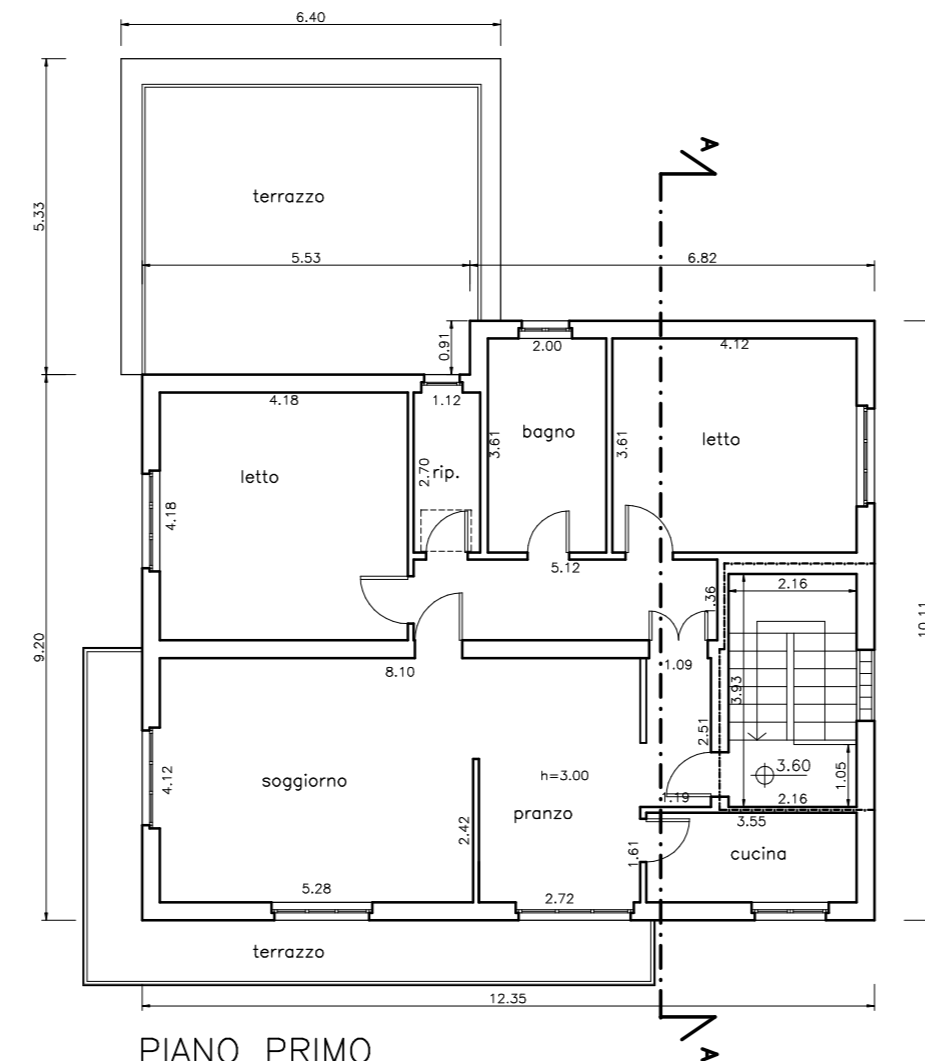 6.40
A
5.33
terrazzo
5.53
6.82
0.91
2.00
4.12
4.18
1.12
bagno
3.61
3.61
letto
letto
2.70
rip.
4.18
5.12
2.16
.36
10.11
9.20
8.10
1.09
3.93
2.51
4.12
soggiorno
h=3.00
3.60
1.05
pranzo
1.19
2.16
2.42
3.55
1.61
cucina
5.28
2.72
terrazzo
12.35
PIANO PRIMO
A